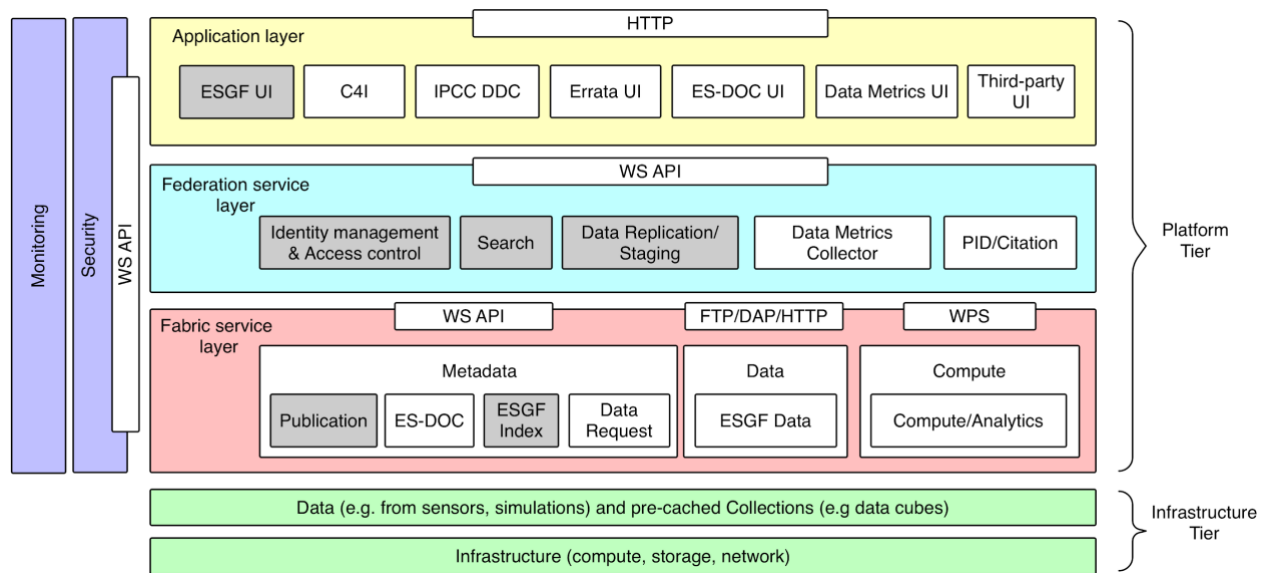 HTTP
Application layer
ESGF UI
C4I
IPCC DDC
Errata UI
ES-DOC UI
Data Metrics UI
Third-party
UI
WS API
Federation service
layer
Identity management
& Access control
Search
Data Replication/
Staging
Data Metrics
Collector
PID/Citation
Monitoring
Security
WS API
Platform
Tier
WS API
FTP/DAP/HTTP
WPS
Fabric service
layer
Metadata
Publication
ES-DOC
ESGF
Index
Data
Request
Data
ESGF Data
Compute
Compute/Analytics
Data (e.g. from sensors, simulations) and pre-cached Collections (e.g data cubes)
Infrastructure (compute, storage, network)
Infrastructure
Tier